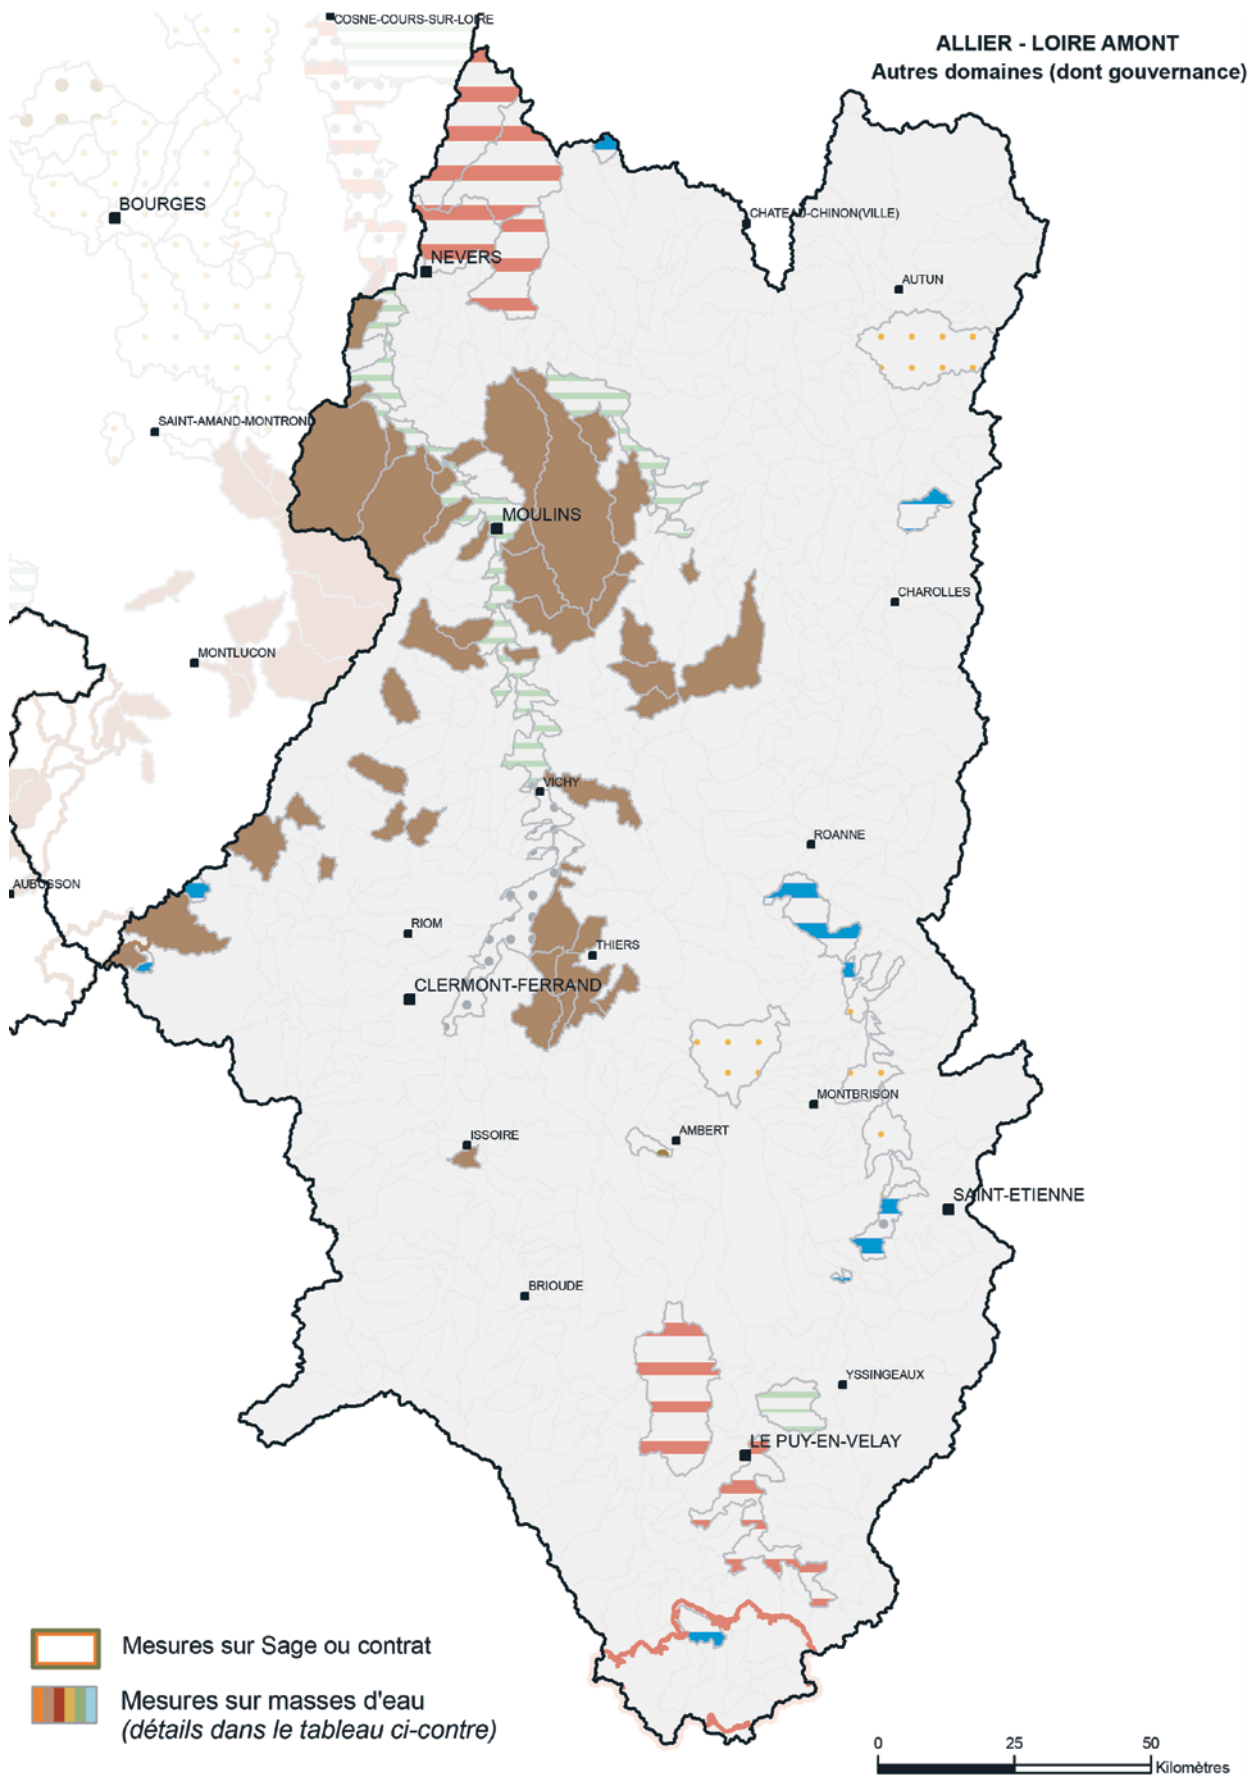 COSNE-COURS-SUR-LOIRE
ALLIER - LOIRE AMONT
Autres domaines (dont gouvernance)
BOURGES
CHATEAU-CHINON(VILLE)
NEVERS
AUTUN
SAINT-AMAND-MONTROND
MOULINS
CHAROLLES
MONTLUCON
VICHY
ROANNE
AUBUSSON
RIOM
THIERS
CLERMONT-FERRAND
MONTBRISON
AMBERT
ISSOIRE
SAINT-ETIENNE
BRIOUDE
YSSINGEAUX
LE PUY-EN-VELAY
Mesures sur Sage ou contrat
Mesures sur masses d'eau
(détails dans le tableau ci-contre)
0 25 50
Kilomètres